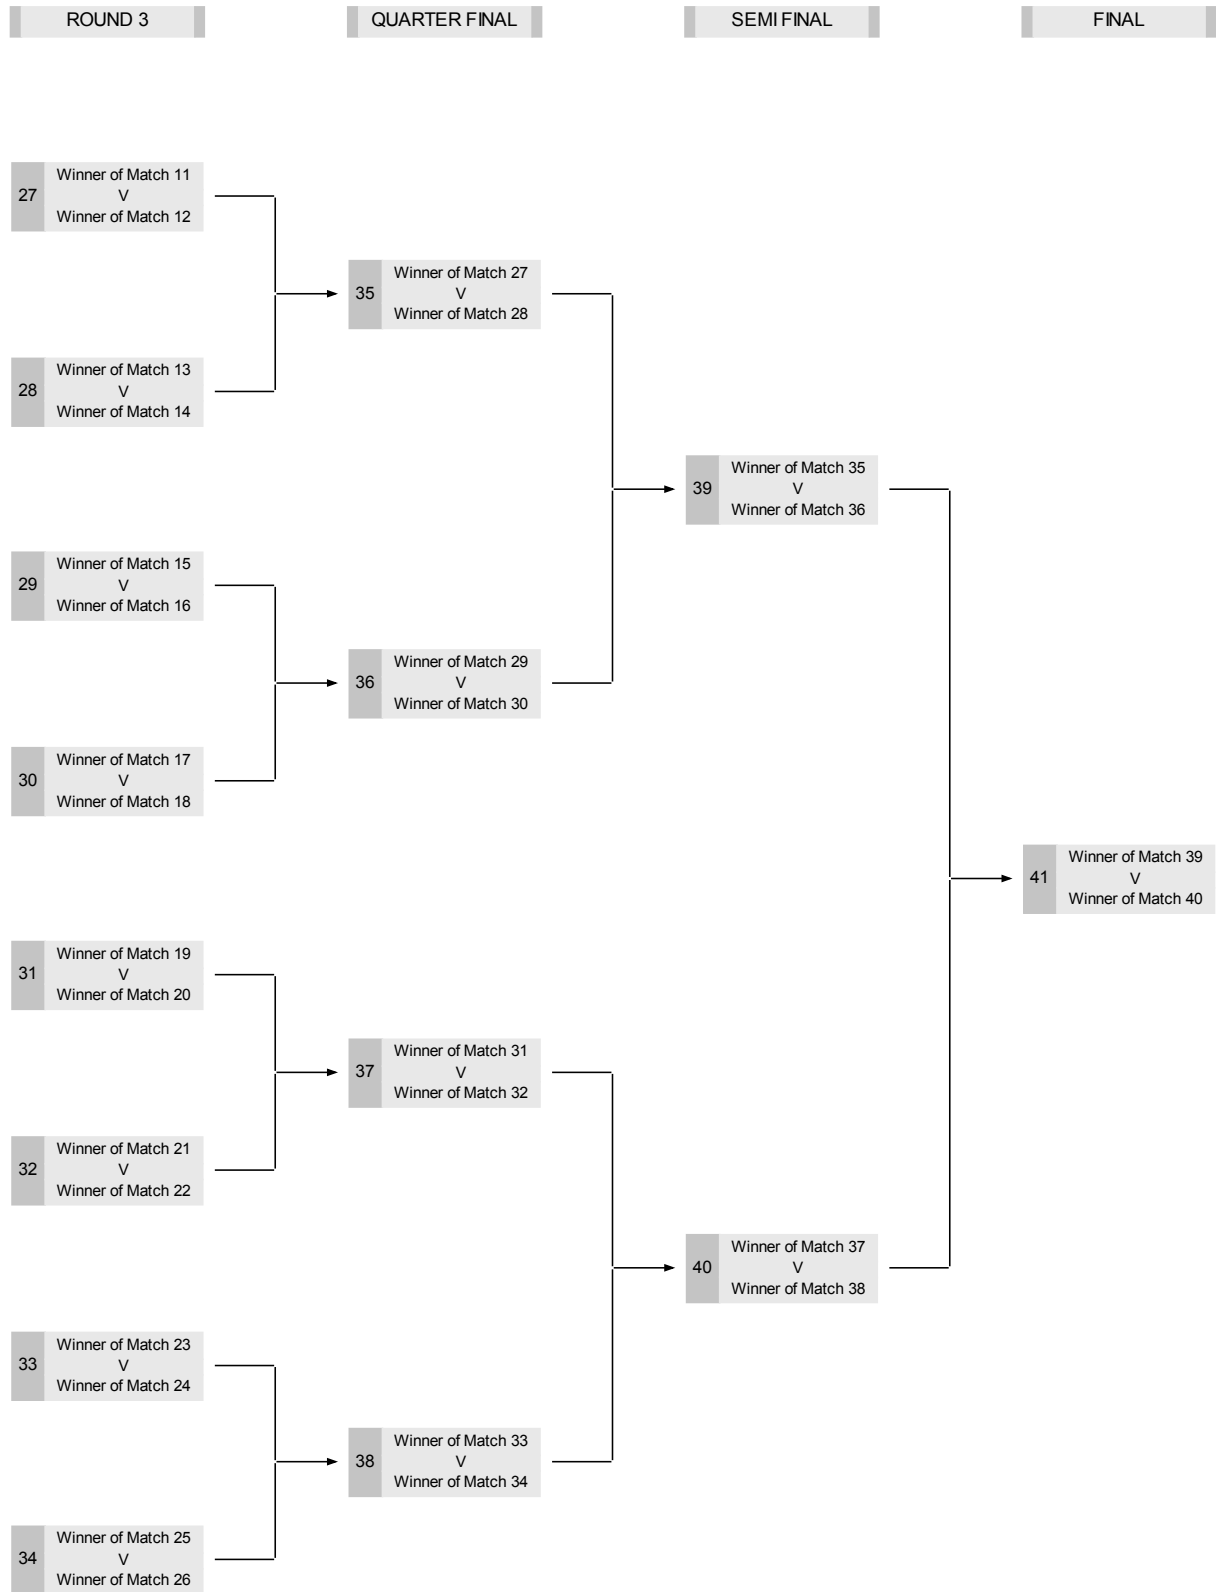 ROUND 3
QUARTER FINAL
SEMI FINAL
FINAL
27
Winner of Match 11
V
Winner of Match 12
28
Winner of Match 13
V
Winner of Match 14
29
Winner of Match 15
V
Winner of Match 16
30
Winner of Match 17
V
Winner of Match 18
31
Winner of Match 19
V
Winner of Match 20
32
Winner of Match 21
V
Winner of Match 22
33
Winner of Match 23
V
Winner of Match 24
34
Winner of Match 25
V
Winner of Match 26
35
Winner of Match 27
V
Winner of Match 28
36
Winner of Match 29
V
Winner of Match 30
37
Winner of Match 31
V
Winner of Match 32
38
Winner of Match 33
V
Winner of Match 34
39
Winner of Match 35
V
Winner of Match 36
40
Winner of Match 37
V
Winner of Match 38
41
Winner of Match 39
V
Winner of Match 40